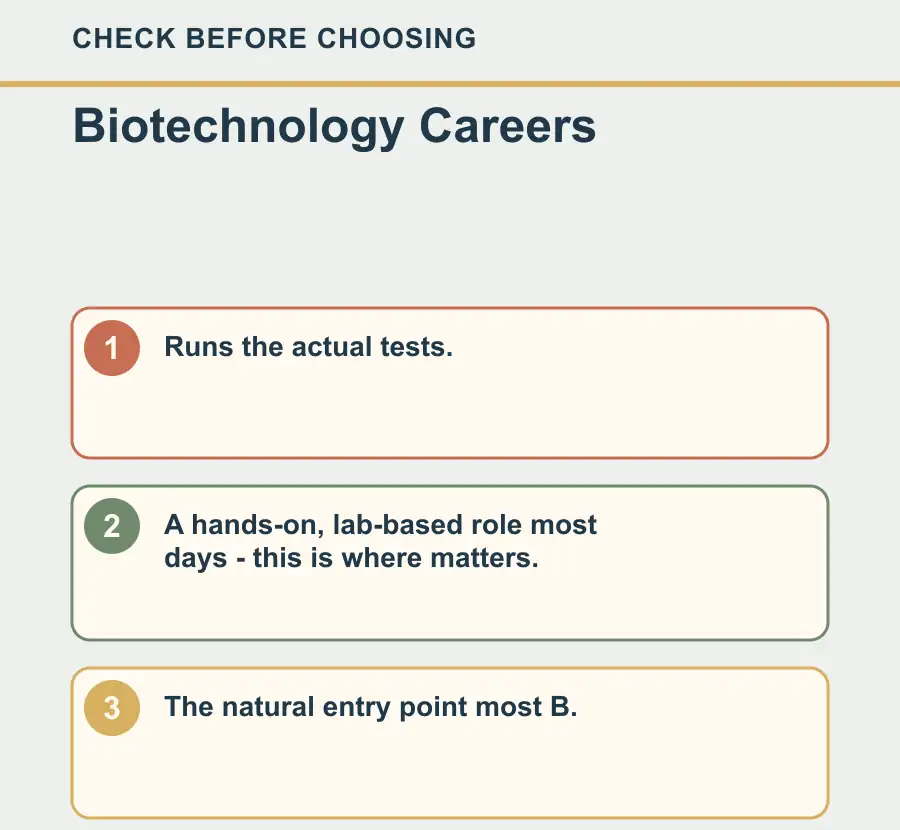 CHECK BEFORE CHOOSING
Biotechnology Careers
1
Runs the actual tests.
2
A hands-on, lab-based role most
days - this is where matters.
3
The natural entry point most B.